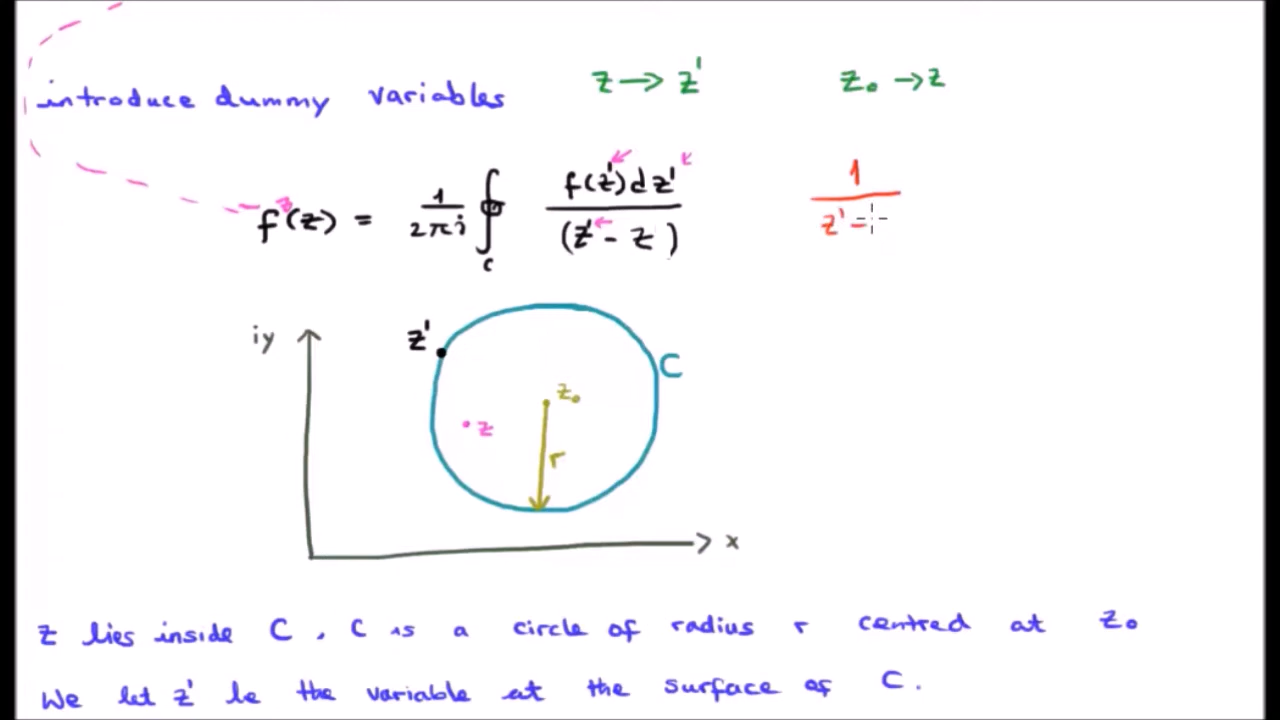 introduce dummy variables z → z' z₀ → z
f(z) = 1/2πi ∮_C f(z')dz'/(z' - z) 1/z' -
z
iy
z'
C
z₀
z
r
x
z lies inside C . C is a circle of radius r centred at z₀
We let z' be the variable at the surface of C .